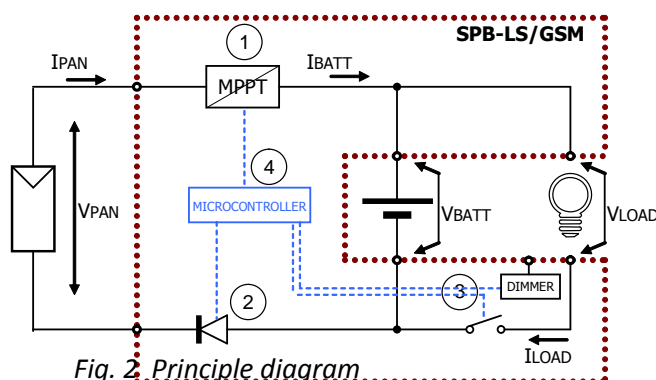 SPB-LS/GSM
1
IPAN
IBATT
MPPT
4
VPAN
MICROCONTROLLER
VBATT
VLOAD
DIMMER
2
3
ILOAD
Fig. 2 Principle diagram